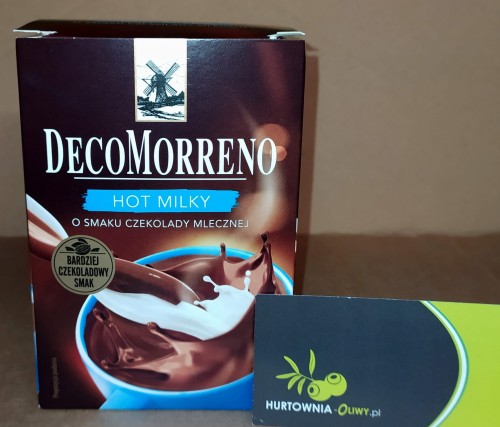 DECOMORRENO
HOT MILKY
O SMAKU CZEKOLADY MLECZNEJ
BARDZIEJ
CZEKOLADOWY
SMAK
HURTOWNIA-OLIWY.pl